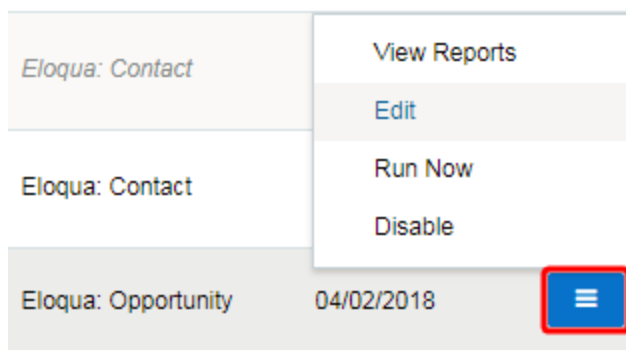 Eloqua: Contact
View Reports
Edit
Run Now
Eloqua: Contact
Disable
Eloqua: Opportunity 04/02/2018